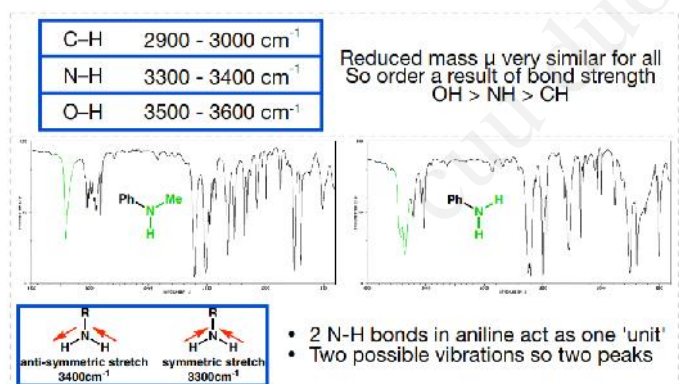 C–H 2900 - 3000 cm-1
N–H 3300 - 3400 cm-1
O–H 3500 - 3600 cm-1
Reduced mass µ very similar for all
So order a result of bond strength
OH > NH > CH
Ph
N
Me
H
Ph
N
H
H
R
N
H
H
anti-symmetric stretch
3400cm-1
R
N
H
H
symmetric stretch
3300cm-1
• 2 N-H bonds in aniline act as one 'unit'
• Two possible vibrations so two peaks